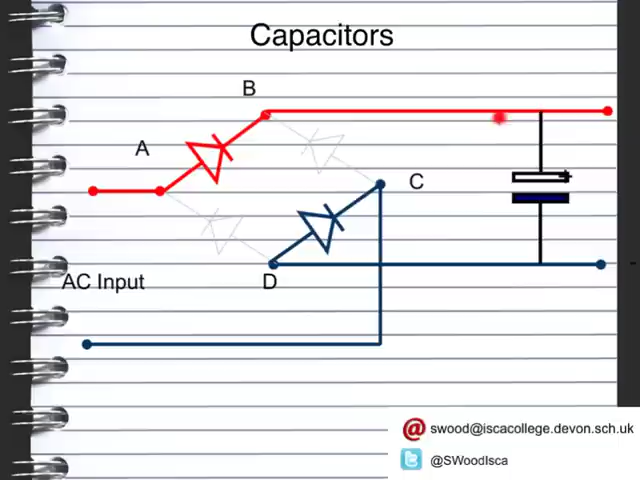 Capacitors
B
A
C
+
AC Input
D
-
@ swood@iscacollege.devon.sch.uk
@SWoodIsca